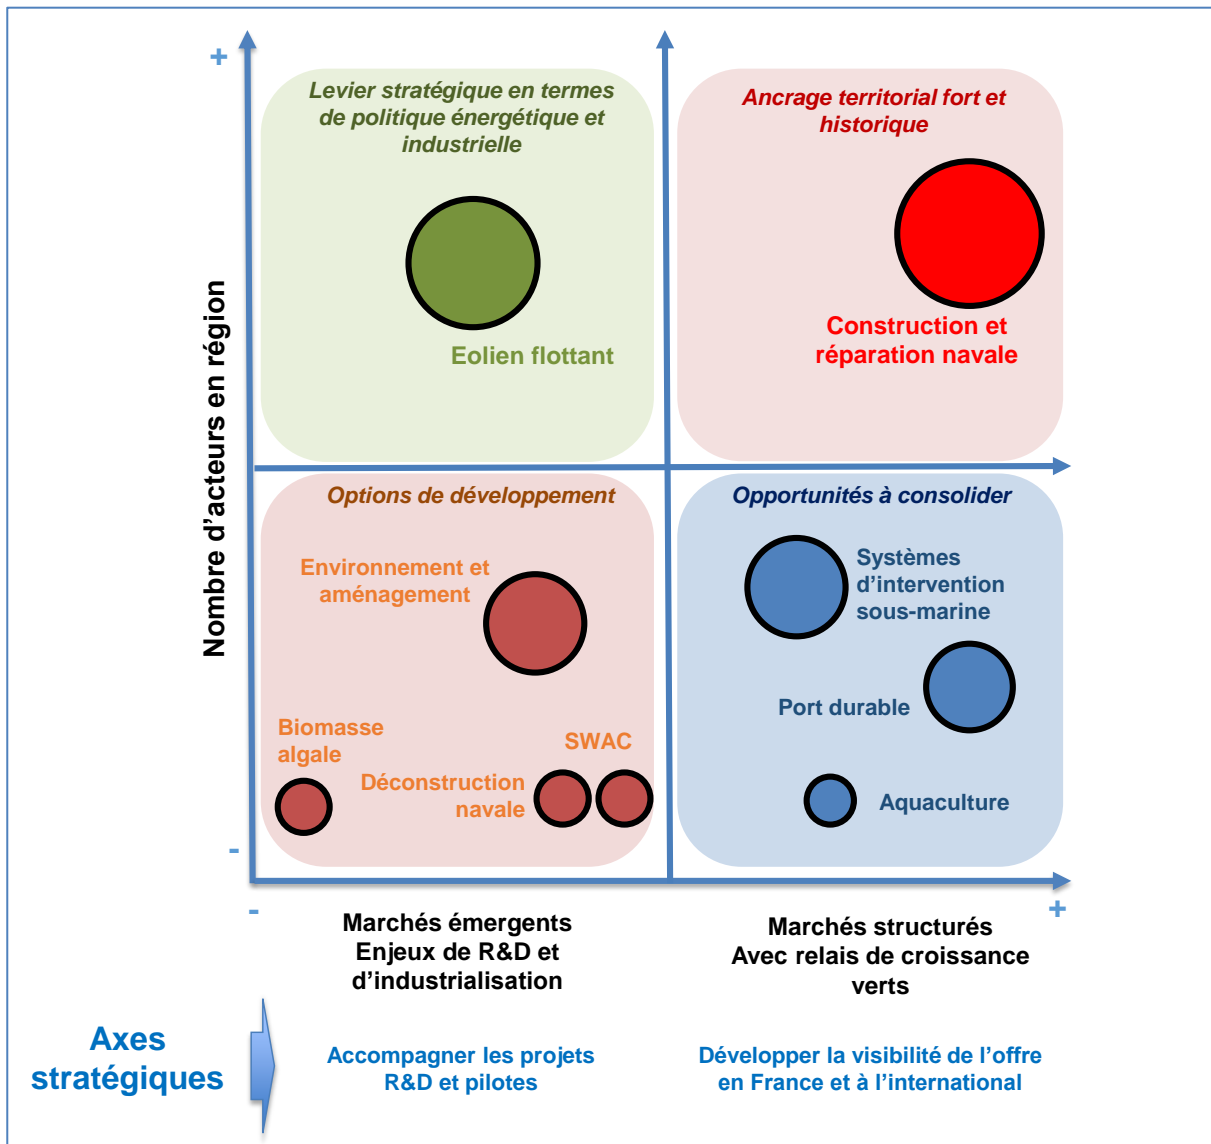 +
Levier stratégique en termes
de politique énergétique et
industrielle
Ancrage territorial fort et
historique
Eolien flottant
Construction et
réparation navale
Nombre d’acteurs en région
Options de développement
Opportunités à consolider
Environnement et
aménagement
Systèmes
d’intervention
sous-marine
Port durable
Biomasse
algale
SWAC
Déconstruction
navale
Aquaculture
-
-
+
Marchés émergents
Enjeux de R&D et
d’industrialisation
Marchés structurés
Avec relais de croissance
verts
Axes
stratégiques
Accompagner les projets
R&D et pilotes
Développer la visibilité de l’offre
en France et à l’international